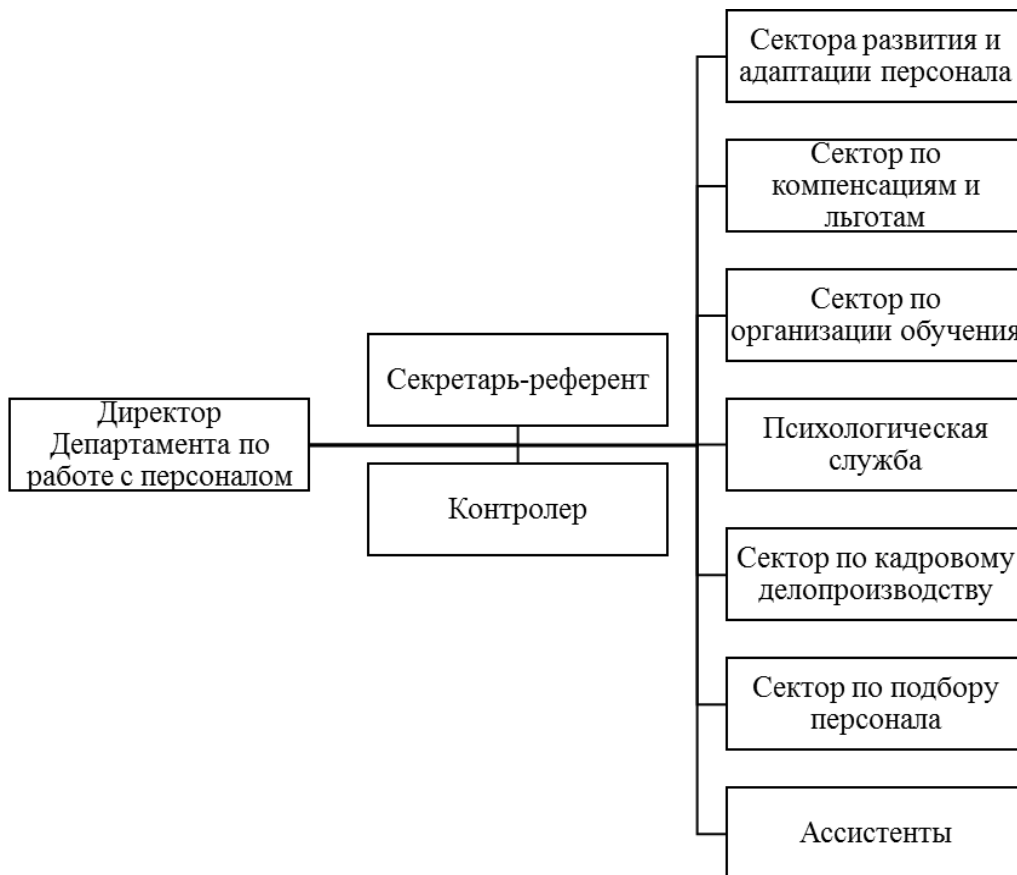 Директор
Департамента по
работе с персоналом
Секретарь-референт
Контролер
Сектора развития и
адаптации персонала
Сектор по
компенсациям и
льготам
Сектор по
организации обучения
Психологическая
служба
Сектор по кадровому
делопроизводству
Сектор по подбору
персонала
Ассистенты